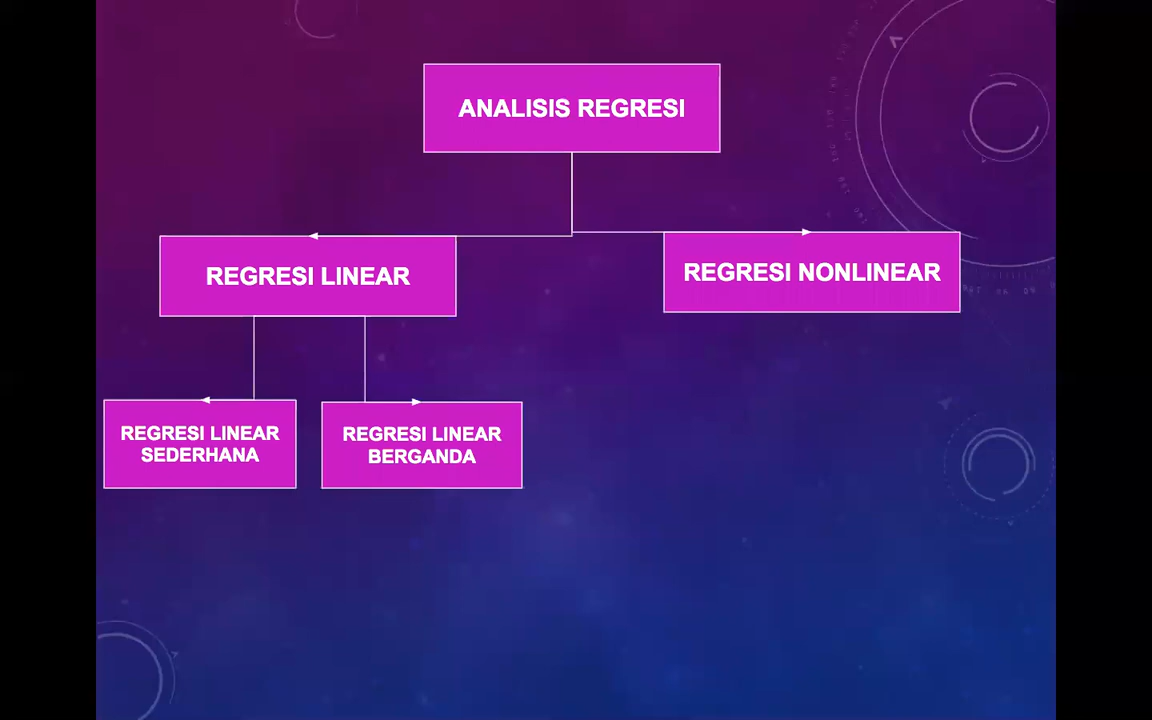 ANALISIS REGRESI
REGRESI LINEAR
REGRESI NONLINEAR
REGRESI LINEAR
SEDERHANA
REGRESI LINEAR
BERGANDA